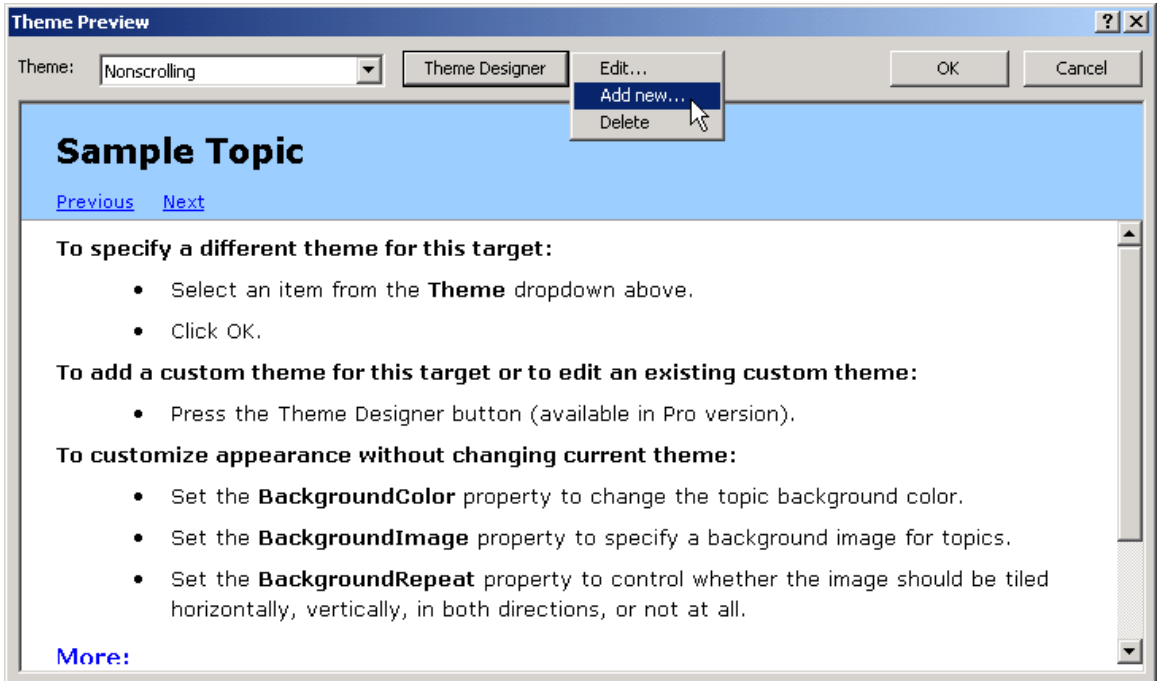 Theme Preview
Theme: Nonscrolling Theme Designer Edit... OK Cancel
Add new...
Delete
Sample Topic
Previous Next
To specify a different theme for this target:
• Select an item from the Theme dropdown above.
• Click OK.
To add a custom theme for this target or to edit an existing custom theme:
• Press the Theme Designer button (available in Pro version).
To customize appearance without changing current theme:
• Set the BackgroundColor property to change the topic background color.
• Set the BackgroundImage property to specify a background image for topics.
• Set the BackgroundRepeat property to control whether the image should be tiled
horizontally, vertically, in both directions, or not at all.
More: